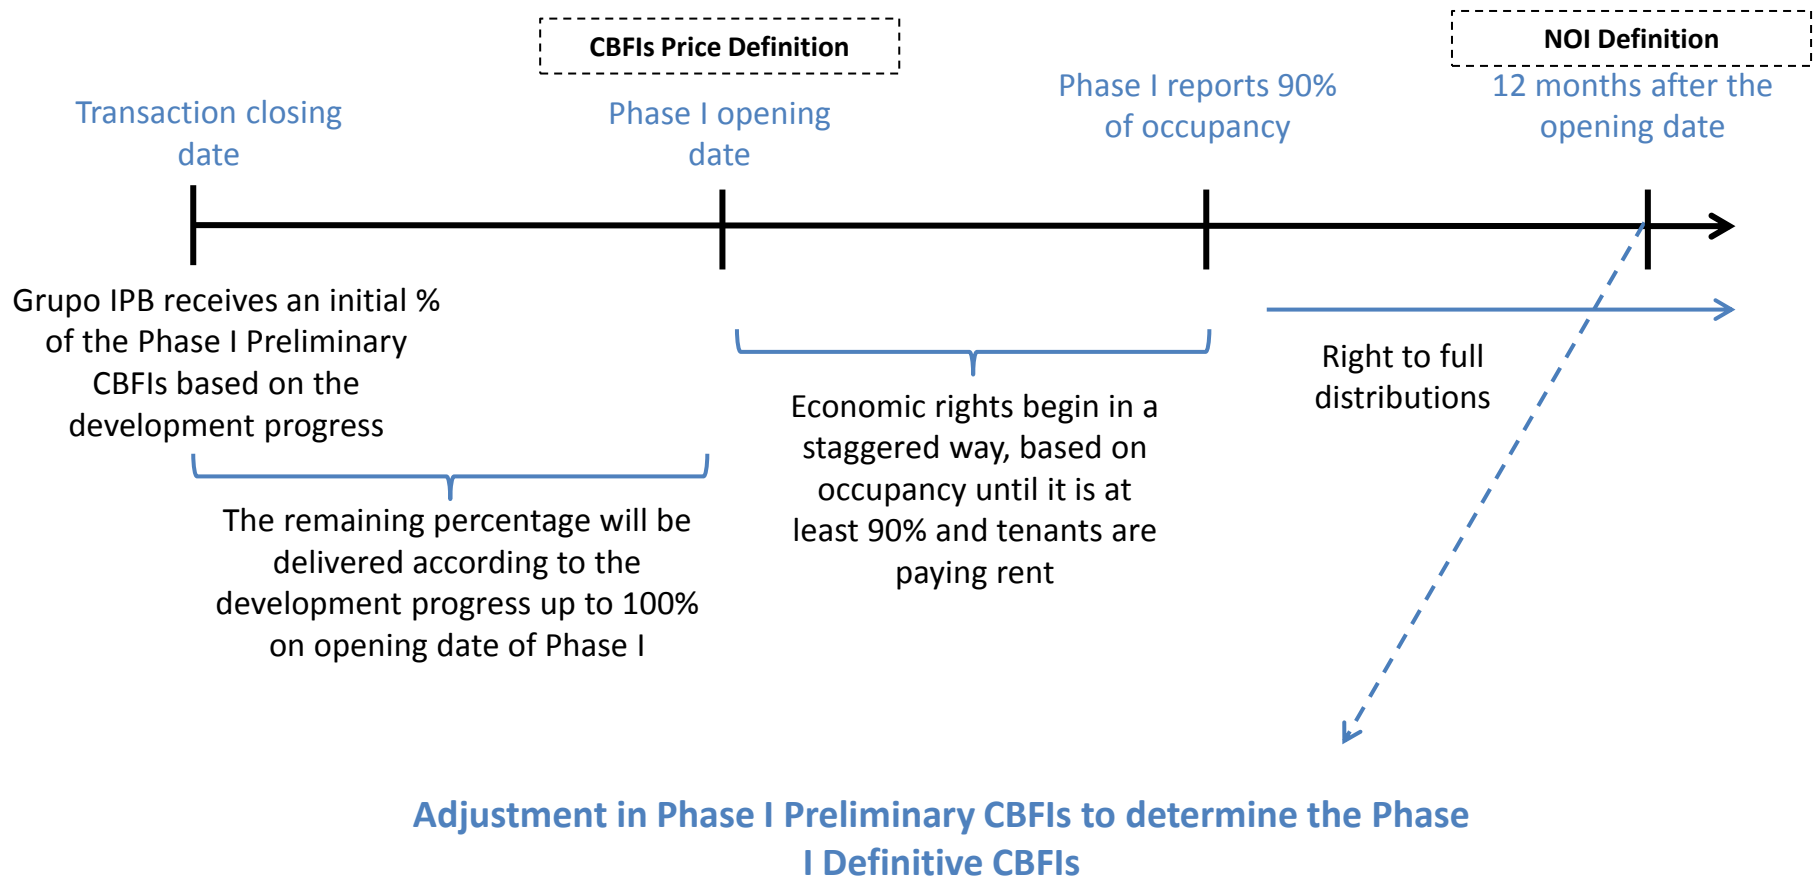 CBFIs Price Definition
NOI Definition
Transaction closing
date
Phase I opening
date
Phase I reports 90%
of occupancy
12 months after the
opening date
Grupo IPB receives an initial %
of the Phase I Preliminary
CBFIs based on the
development progress
The remaining percentage will be
delivered according to the
development progress up to 100%
on opening date of Phase I
Economic rights begin in a
staggered way, based on
occupancy until it is at
least 90% and tenants are
paying rent
Right to full
distributions
Adjustment in Phase I Preliminary CBFIs to determine the Phase
I Definitive CBFIs